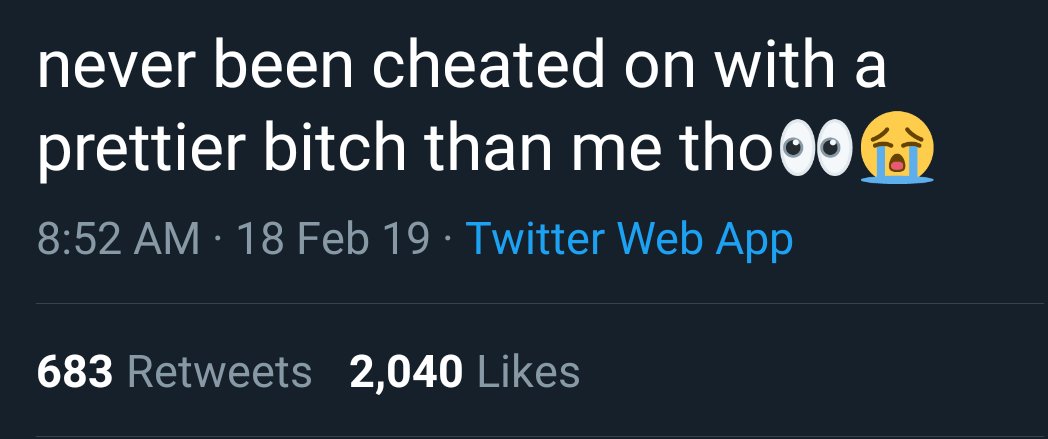 never been cheated on with a
prettier bitch than me tho👀😭
8:52 AM · 18 Feb 19 · Twitter Web App
683 Retweets 2,040 Likes